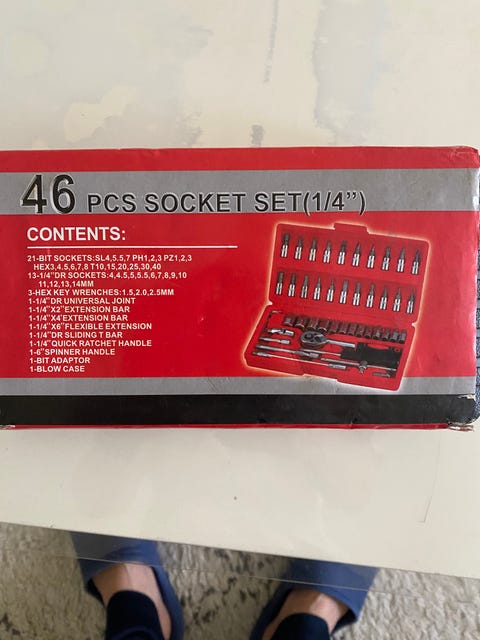 46 PCS SOCKET SET(1/4")
CONTENTS:
21-BIT SOCKETS:SL4,5.5,7 PH1,2,3 PZ1,2,3
HEX3,4,5,6,7,8 T10,15,20,25,30,40
13-1/4"DR SOCKETS:4,4.5,5,5.5,6,7,8,9,10
11,12,13,14MM
3-HEX KEY WRENCHES:1.5,2.0,2.5MM
1-1/4"DR UNIVERSAL JOINT
1-1/4"X2"EXTENSION BAR
1-1/4"X4"EXTENSION BAR
1-1/4"X6"FLEXIBLE EXTENSION
1-1/4"DR SLIDING T BAR
1-1/4"QUICK RATCHET HANDLE
1-6"SPINNER HANDLE
1-BIT ADAPTOR
1-BLOW CASE